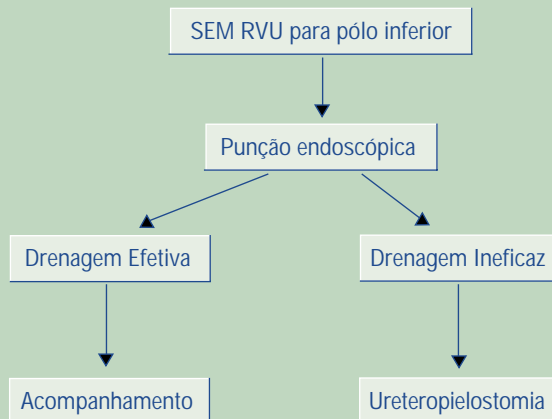 SEM RVU para pólo inferior
Punção endoscópica
Drenagem Efetiva
Drenagem Ineficaz
Acompanhamento
Ureteropielostomia